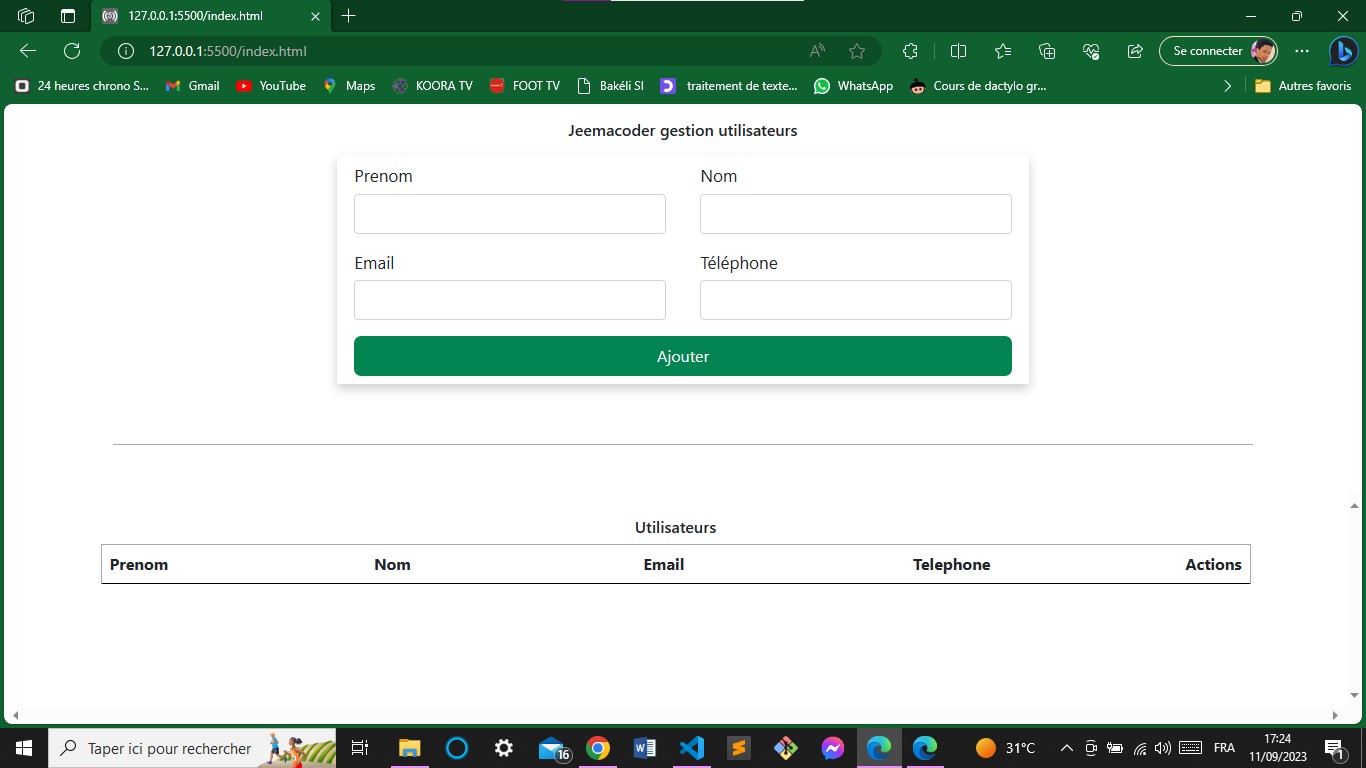 127.0.0.1:5500/index.html
127.0.0.1:5500/index.html
Se connecter
24 heures chrono S... Gmail YouTube Maps KOORA TV FOOT TV Bakéli SI traitement de texte... WhatsApp Cours de dactylo gr... Autres favoris
Jeemacoder gestion utilisateurs
Prenom Nom
Email Téléphone
Ajouter
Utilisateurs
Prenom Nom Email Telephone Actions
Taper ici pour rechercher 16 31°C FRA 17:24
11/09/2023 1